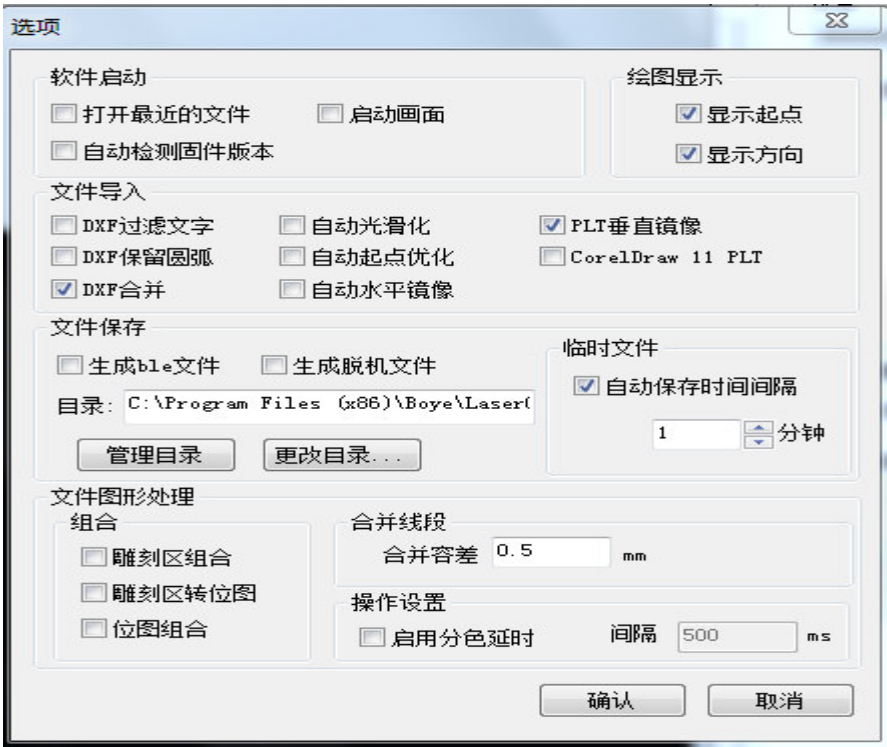 选项
软件启动
打开最近的文件 启动画面
自动检测固件版本
绘图显示
显示起点
显示方向
文件导入
DXF过滤文字 自动光滑化 PLT垂直镜像
DXF保留圆弧 自动起点优化 CorelDraw 11 PLT
DXF合并 自动水平镜像
文件保存
生成ble文件 生成脱机文件
目录: C:\Program Files (x86)\Boye\Laser(
管理目录 更改目录...
临时文件
自动保存时间间隔
1 分钟
文件图形处理
组合
雕刻区组合
雕刻区转位图
位图组合
合并线段
合并容差 0.5 mm
操作设置
启用分色延时 间隔 500 ms
确认 取消